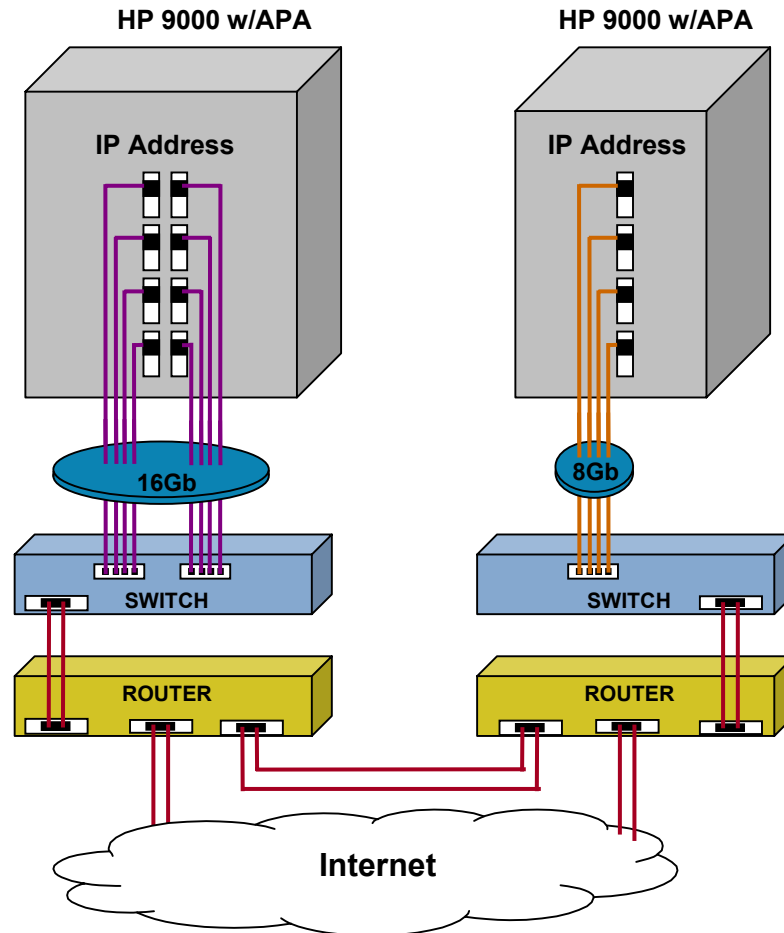 HP 9000 w/APA
HP 9000 w/APA
IP Address
IP Address
16Gb
8Gb
SWITCH
SWITCH
ROUTER
ROUTER
Internet